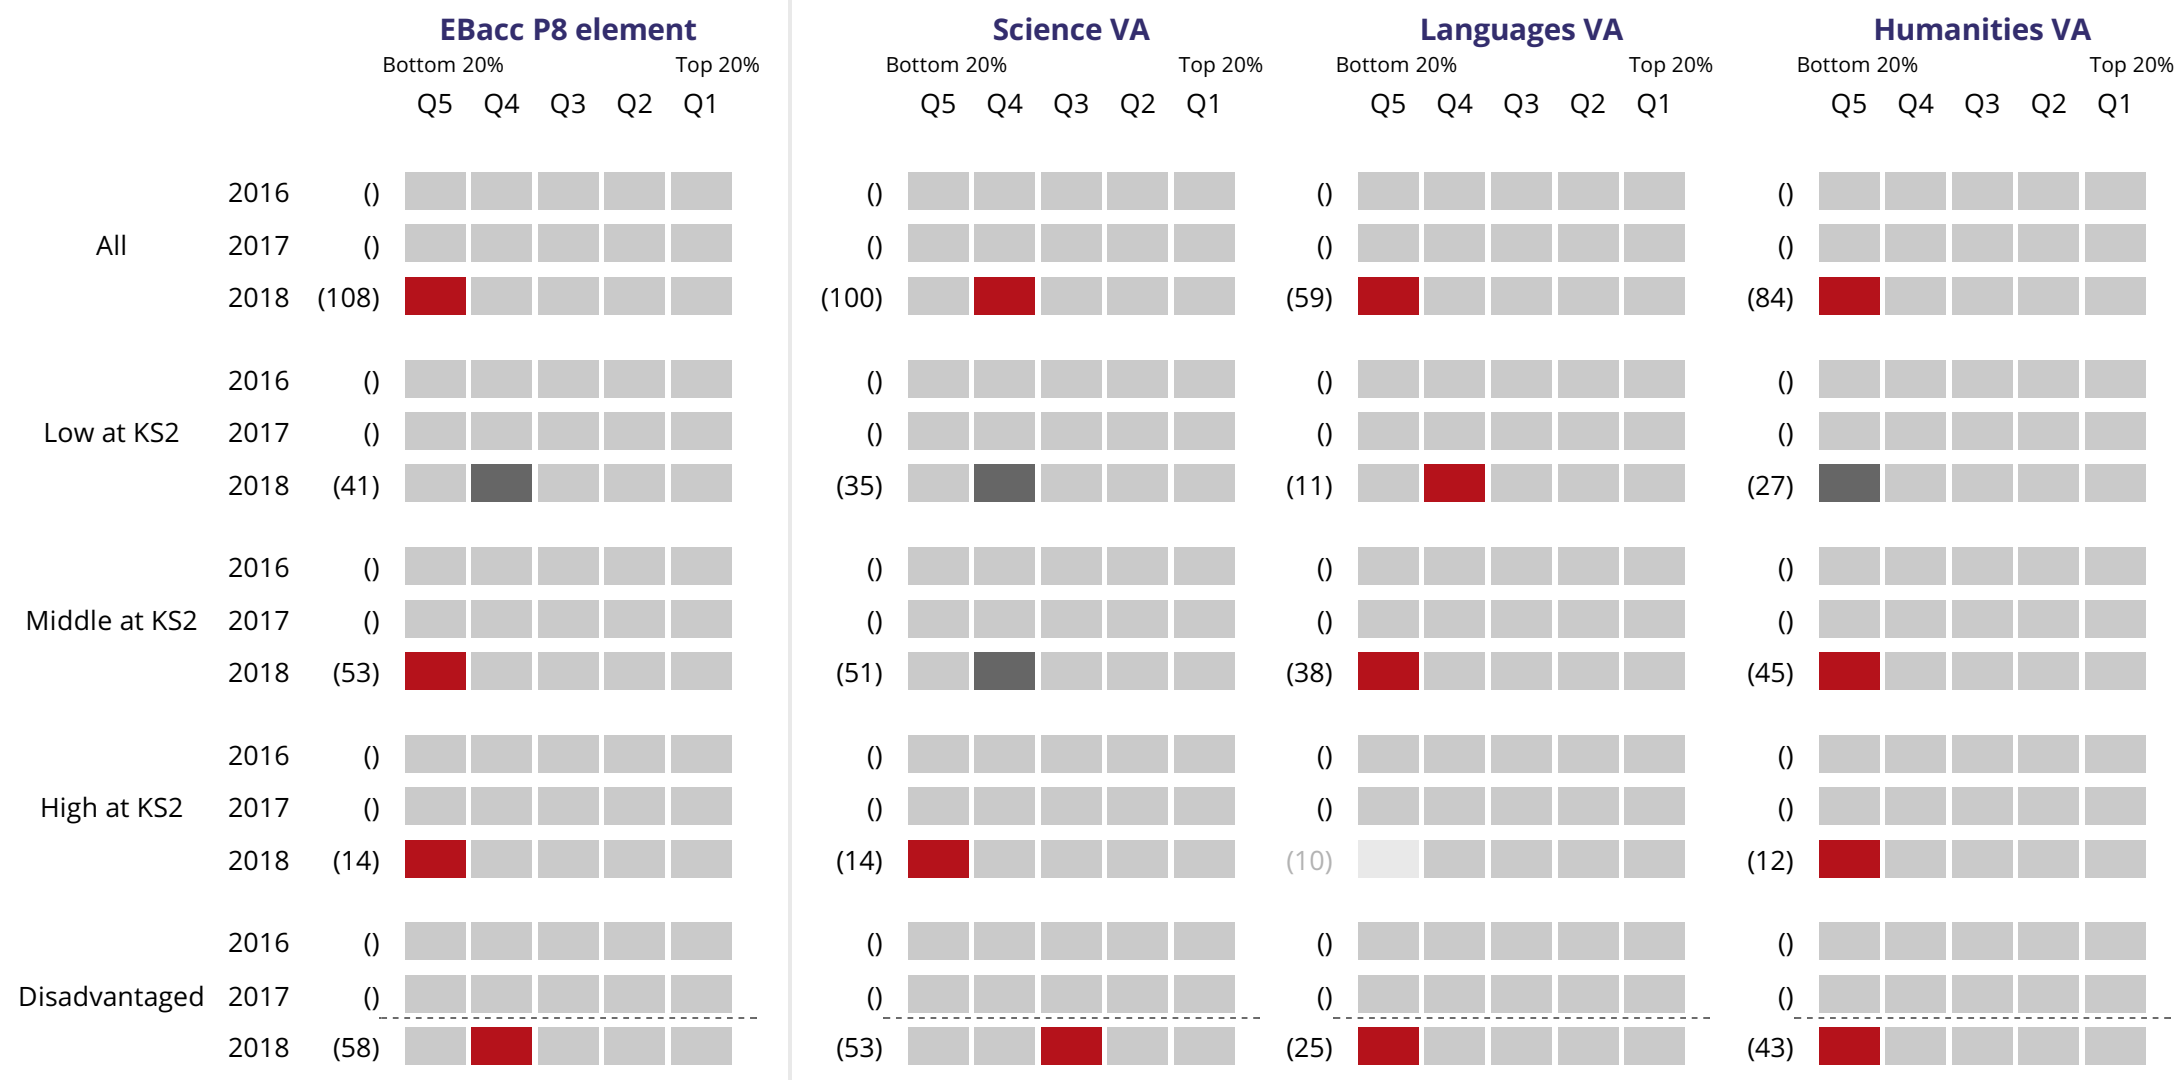 EBacc P8 element Science VA Languages VA Humanities VA
Bottom 20% Top 20% Bottom 20% Top 20% Bottom 20% Top 20% Bottom 20% Top 20%
Q5 Q4 Q3 Q2 Q1 Q5 Q4 Q3 Q2 Q1 Q5 Q4 Q3 Q2 Q1 Q5 Q4 Q3 Q2 Q1
2016 () () () ()
All 2017 () () () ()
2018 (108) (100) (59) (84)
2016 () () () ()
Low at KS2 2017 () () () ()
2018 (41) (35) (11) (27)
2016 () () () ()
Middle at KS2 2017 () () () ()
2018 (53) (51) (38) (45)
2016 () () () ()
High at KS2 2017 () () () ()
2018 (14) (14) (10) (12)
2016 () () () ()
Disadvantaged 2017 () () () ()
2018 (58) (53) (25) (43)